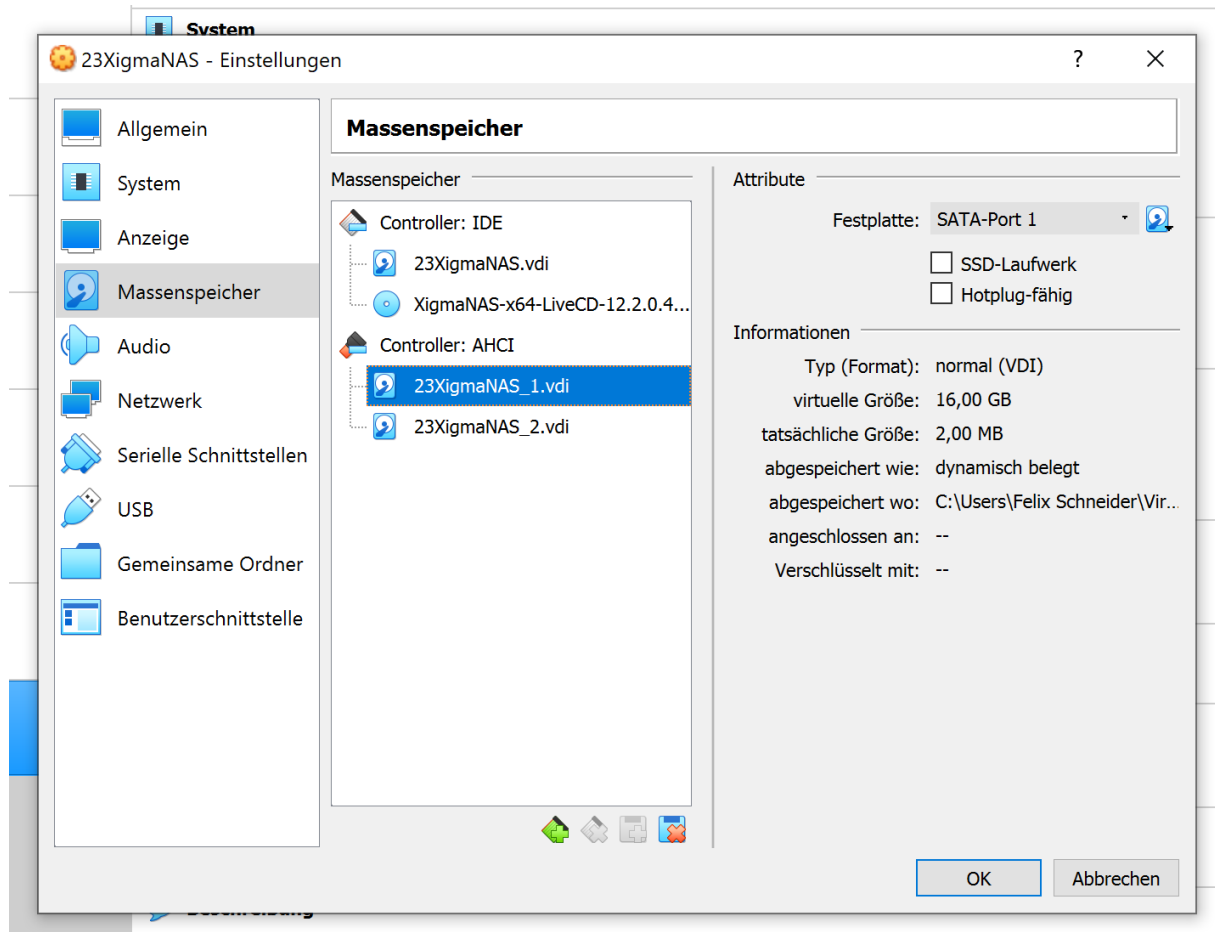 System
23XigmaNAS - Einstellungen
?
Allgemein
System
Anzeige
Massenspeicher
Audio
Netzwerk
Serielle Schnittstellen
USB
Gemeinsame Ordner
Benutzerschnittstelle
Massenspeicher
Massenspeicher
Controller: IDE
23XigmaNAS.vdi
XigmaNAS-x64-LiveCD-12.2.0.4...
Controller: AHCI
23XigmaNAS_1.vdi
23XigmaNAS_2.vdi
Attribute
Festplatte: SATA-Port 1
SSD-Laufwerk
Hotplug-fähig
Informationen
Typ (Format): normal (VDI)
virtuelle Größe: 16,00 GB
tatsächliche Größe: 2,00 MB
abgespeichert wie: dynamisch belegt
abgespeichert wo: C:\Users\Felix Schneider\Vir...
angeschlossen an: --
Verschlüsselt mit: --
OK
Abbrechen
Beschreibung